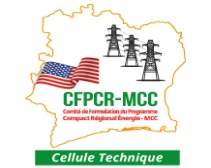 CFPCR-MCC
Comité de Formulation du Programme
Compact Régional Énergie - MCC
Cellule Technique